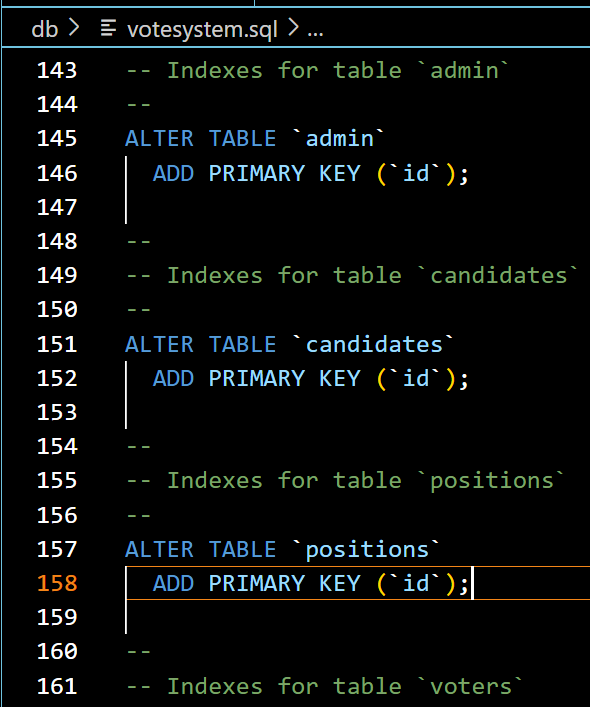 db > votesystem.sql > ...
143 -- Indexes for table `admin`
144 --
145 ALTER TABLE `admin`
146 ADD PRIMARY KEY (`id`);
147
148 --
149 -- Indexes for table `candidates`
150 --
151 ALTER TABLE `candidates`
152 ADD PRIMARY KEY (`id`);
153
154 --
155 -- Indexes for table `positions`
156 --
157 ALTER TABLE `positions`
158 ADD PRIMARY KEY (`id`);
159
160 --
161 -- Indexes for table `voters`